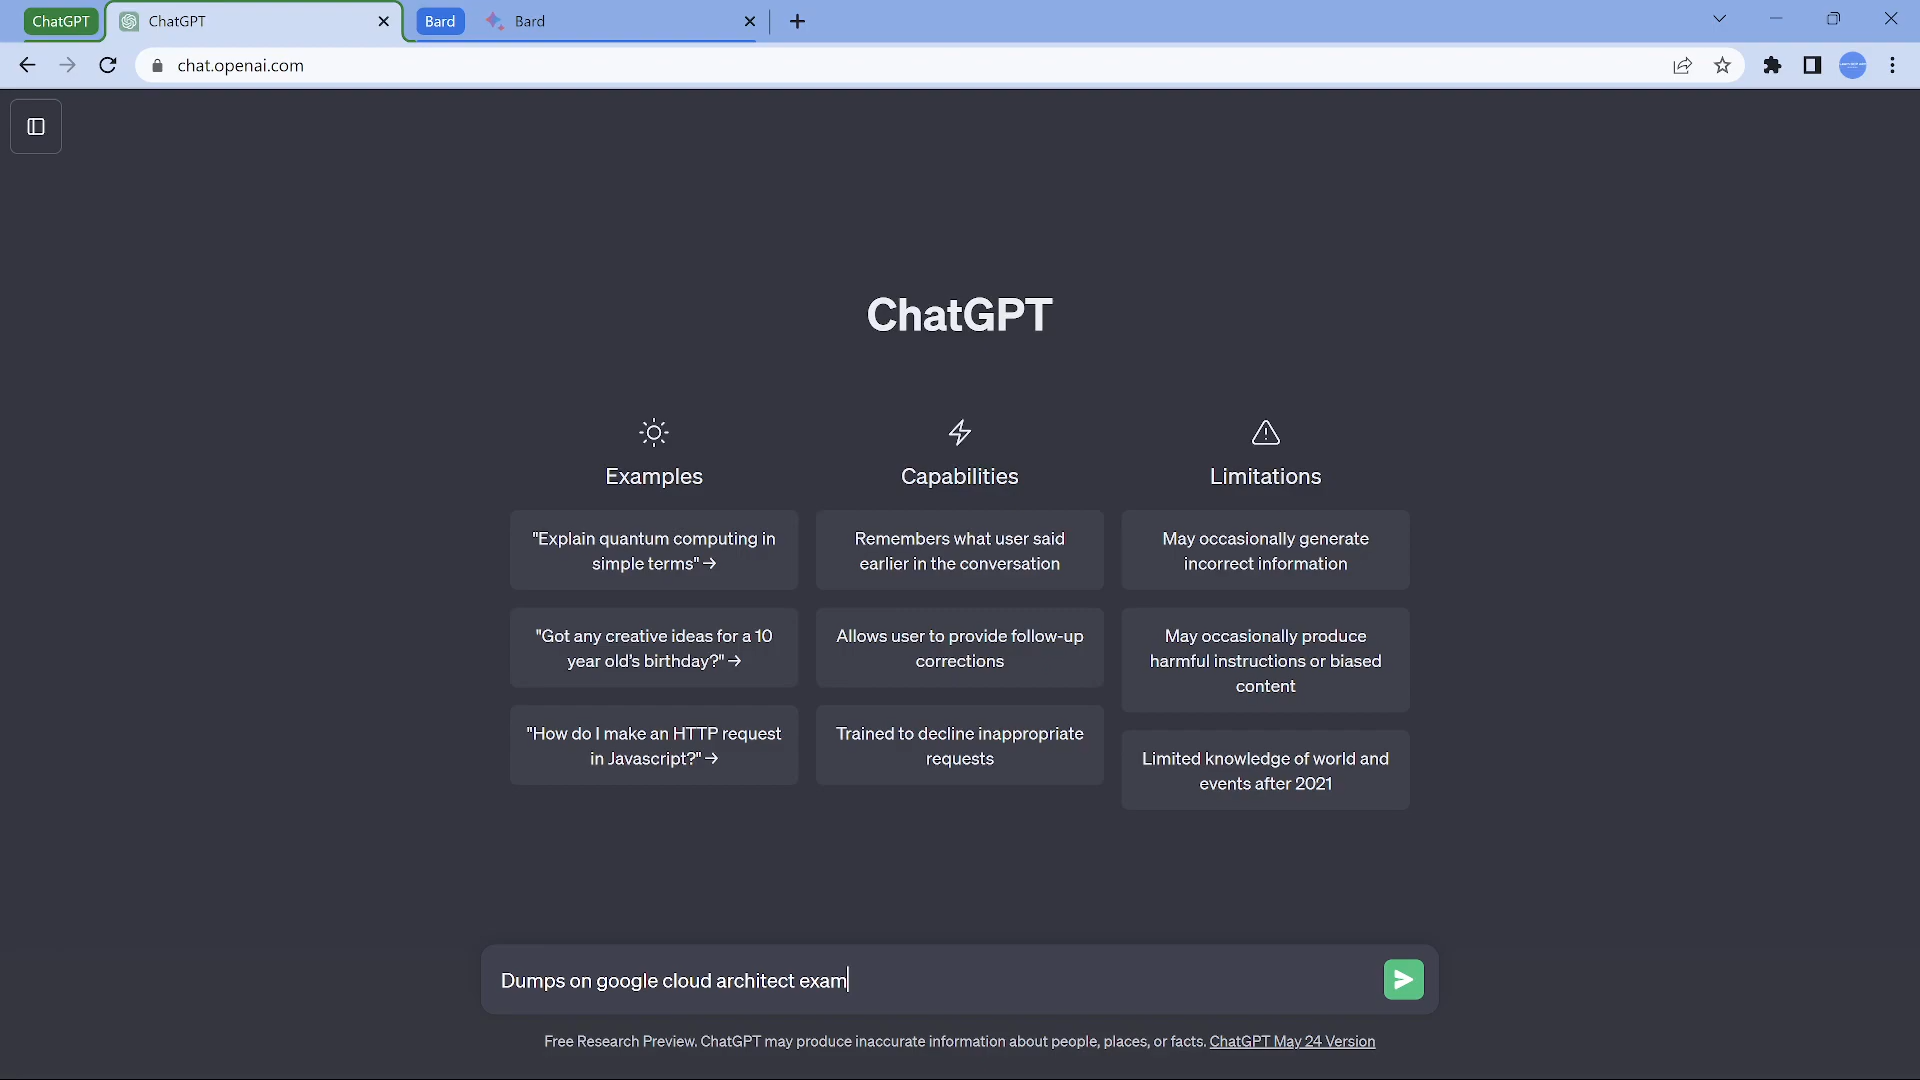 ChatGPT
ChatGPT
Bard
Bard
chat.openai.com
ChatGPT
Examples
"Explain quantum computing in
simple terms" →
"Got any creative ideas for a 10
year old's birthday?" →
"How do I make an HTTP request
in Javascript?" →
Capabilities
Remembers what user said
earlier in the conversation
Allows user to provide follow-up
corrections
Trained to decline inappropriate
requests
Limitations
May occasionally generate
incorrect information
May occasionally produce
harmful instructions or biased
content
Limited knowledge of world and
events after 2021
Dumps on google cloud architect exam
Free Research Preview. ChatGPT may produce inaccurate information about people, places, or facts. ChatGPT May 24 Version